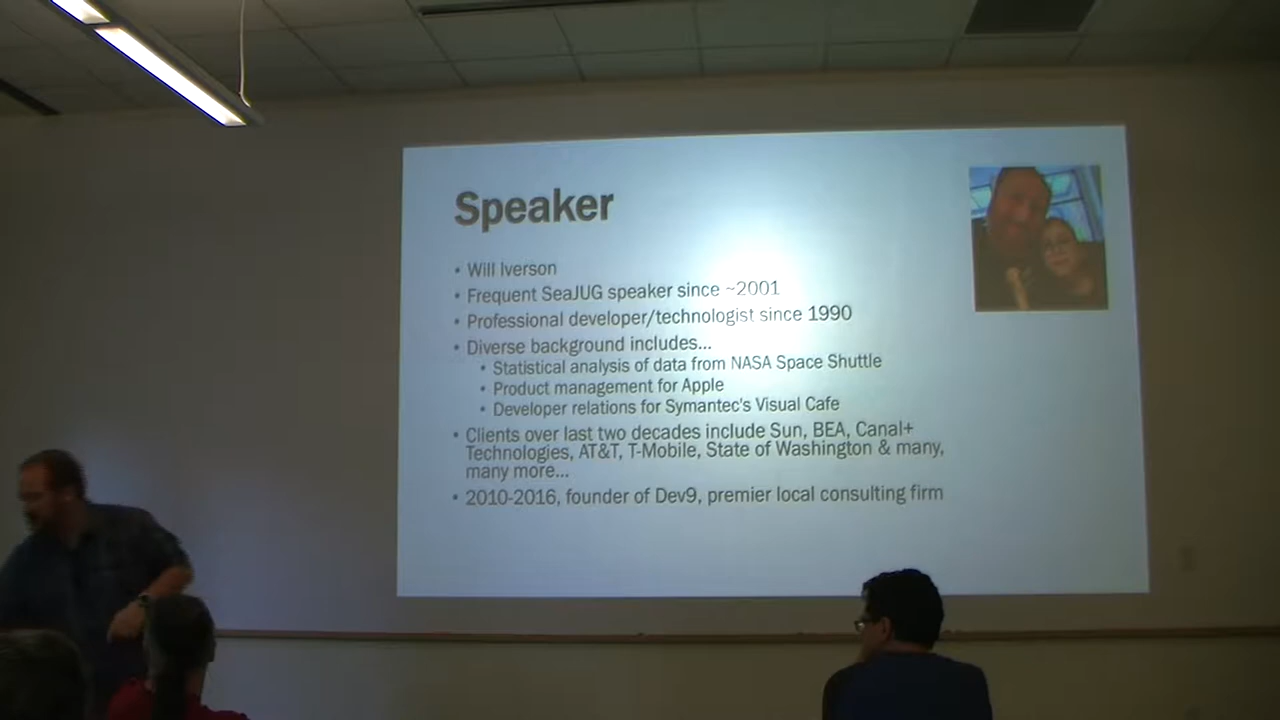 Speaker
• Will Iverson
• Frequent SeaJUG speaker since ~2001
• Professional developer/technologist since 1990
• Diverse background includes...
• Statistical analysis of data from NASA Space Shuttle
• Product management for Apple
• Developer relations for Symantec's Visual Cafe
• Clients over last two decades include Sun, BEA, Canal+
Technologies, AT&T, T-Mobile, State of Washington & many,
many more...
• 2010-2016, founder of Dev9, premier local consulting firm